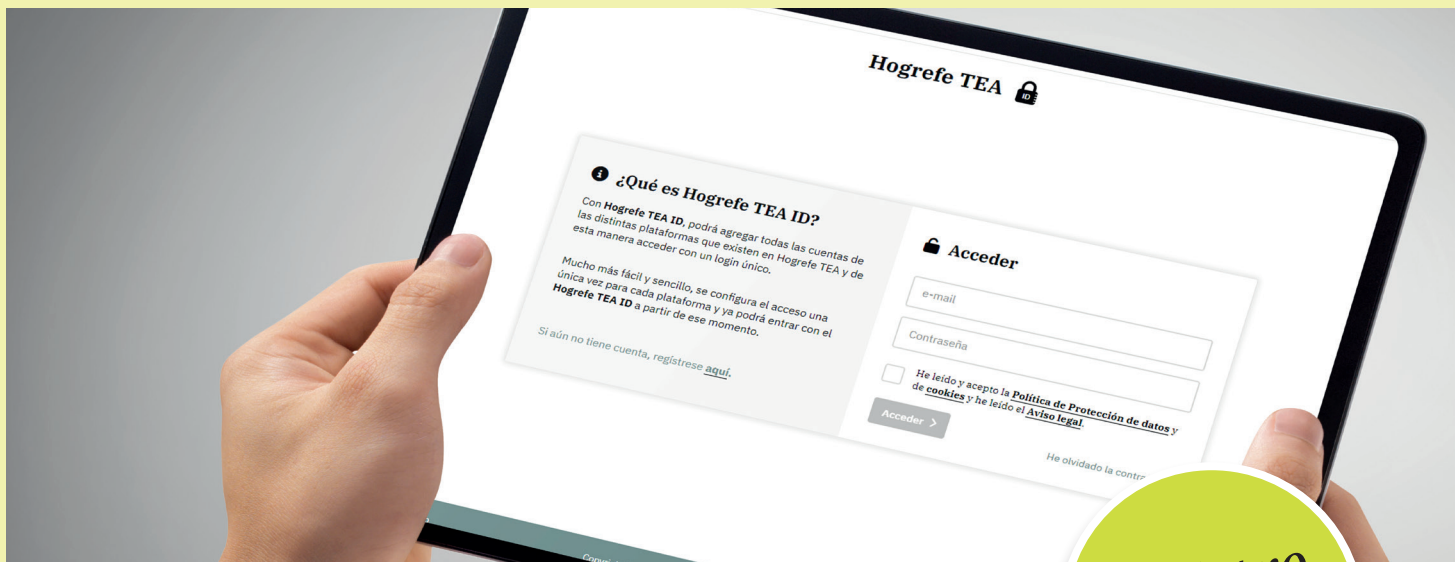 Hogrefe TEA
ID
¿Qué es Hogrefe TEA ID?
Con Hogrefe TEA ID, podrá agregar todas las cuentas de
las distintas plataformas que existen en Hogrefe TEA y de
esta manera acceder con un login único.
Mucho más fácil y sencillo, se configura el acceso una
única vez para cada plataforma y ya podrá entrar con el
Hogrefe TEA ID a partir de ese momento.
Si aún no tiene cuenta, regístrese aquí.
Acceder
e-mail
Contraseña
He leído y acepto la Política de Protección de datos y
de cookies y he leído el Aviso legal.
Acceder >
He olvidado la